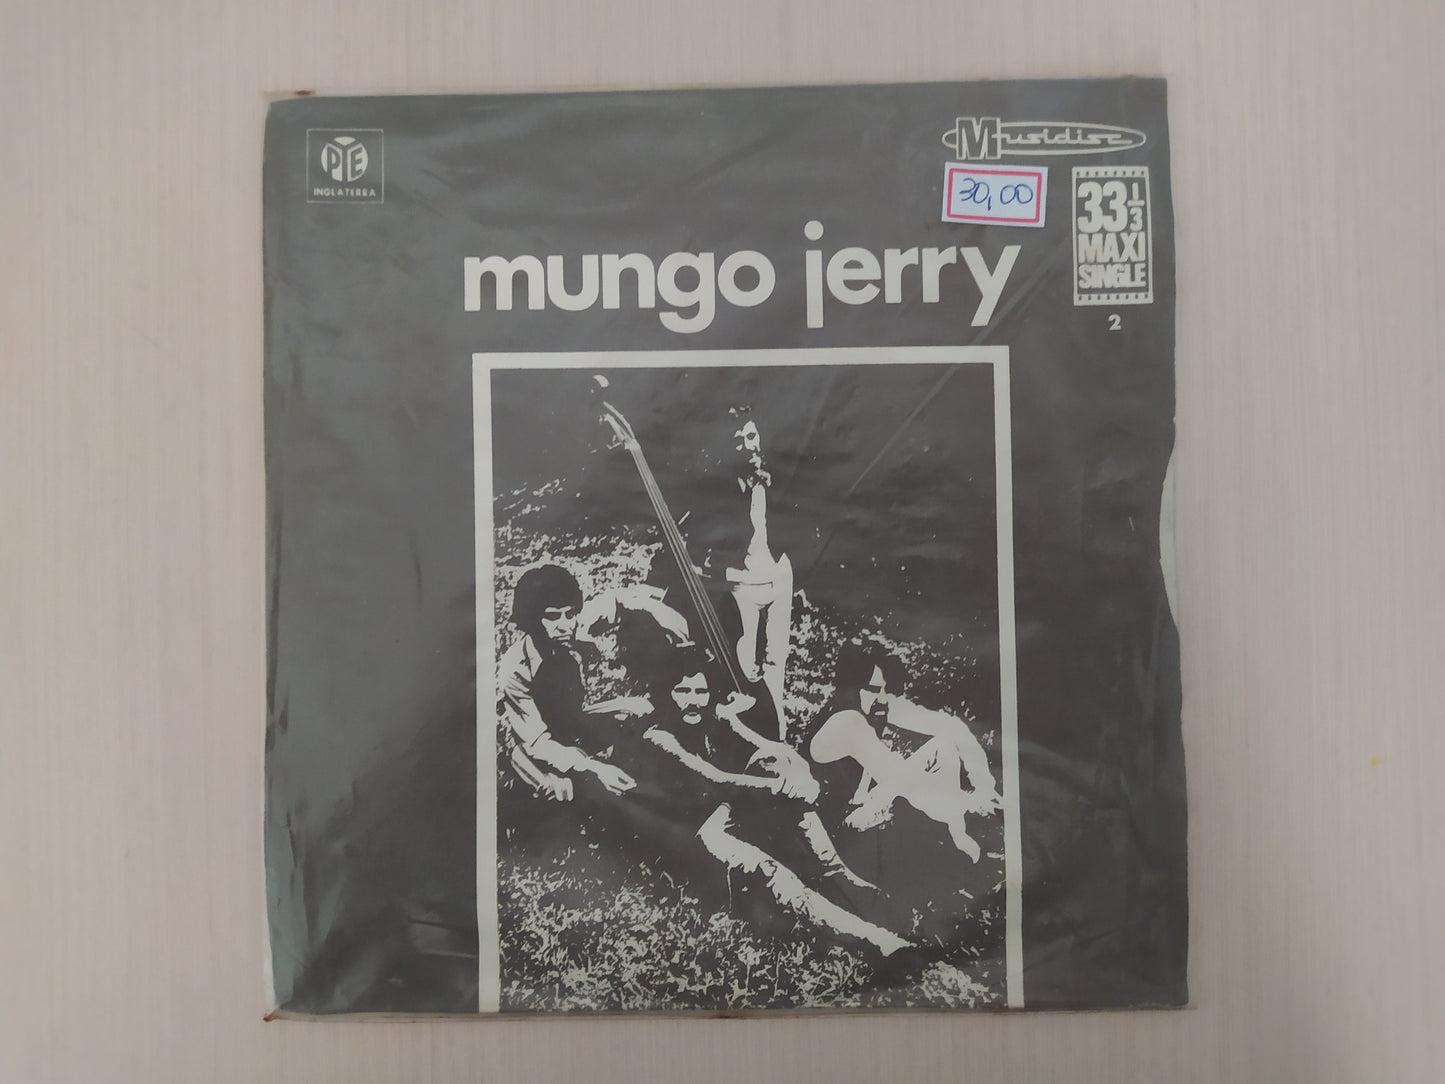 PYE
INGLATERRA
Musidisc
30,00
33 1/3
MAXI
SINGLE
2
mungo jerry